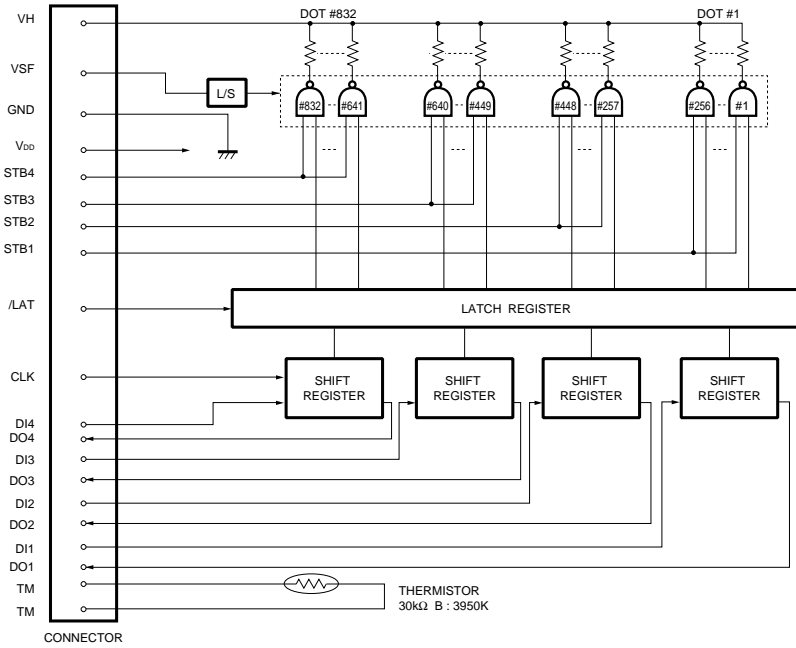 VH
DOT #832
DOT #1
VSF
L/S
#832
#641
#640
#449
#448
#257
#256
#1
GND
VDD
STB4
STB3
STB2
STB1
/LAT
LATCH REGISTER
CLK
SHIFT
REGISTER
SHIFT
REGISTER
SHIFT
REGISTER
SHIFT
REGISTER
DI4
DO4
DI3
DO3
DI2
DO2
DI1
DO1
TM
TM
THERMISTOR
30kΩ B : 3950K
CONNECTOR